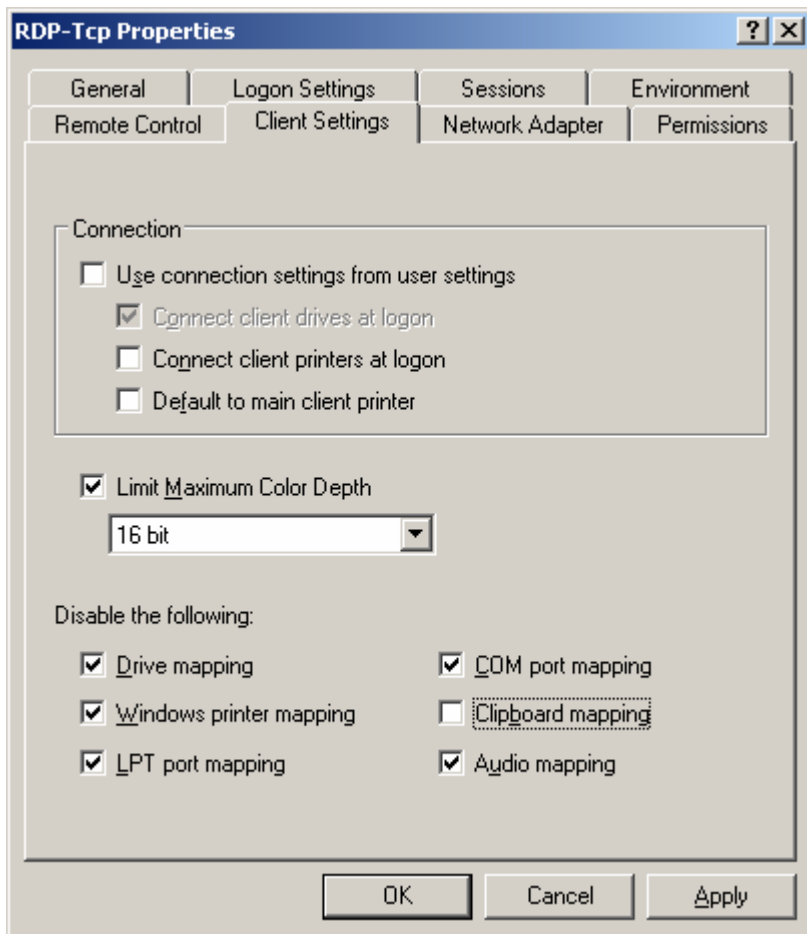 RDP-Tcp Properties
General Logon Settings Sessions Environment
Remote Control Client Settings Network Adapter Permissions
Connection
Use connection settings from user settings
Connect client drives at logon
Connect client printers at logon
Default to main client printer
Limit Maximum Color Depth
16 bit
Disable the following:
Drive mapping COM port mapping
Windows printer mapping Clipboard mapping
LPT port mapping Audio mapping
OK Cancel Apply